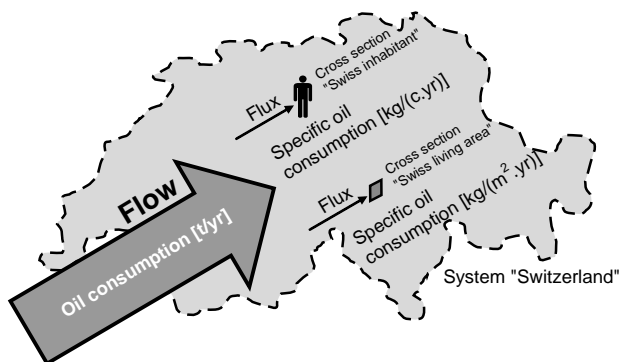 Cross section
"Swiss inhabitant"
Flux
Specific oil
consumption [kg/(c.yr)]
Cross section
"Swiss living area"
Flux
Specific oil
consumption [kg/(m².yr)]
Flow
Oil consumption [t/yr]
System "Switzerland"